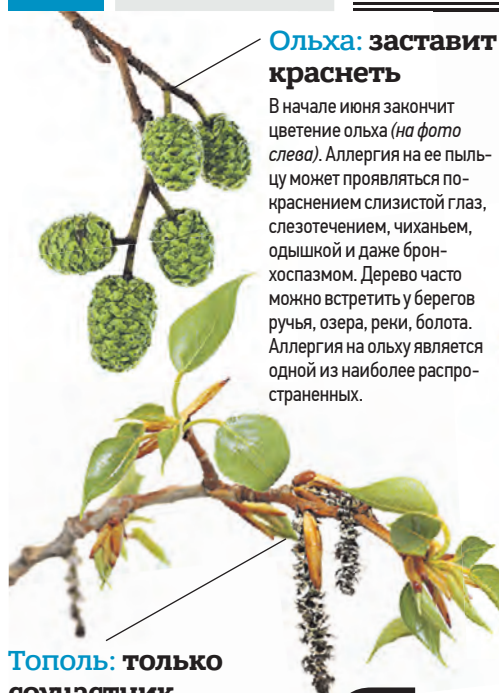 Ольха: заставит
краснеть
В начале июня закончит
цветение ольха (на фото
слева). Аллергия на ее пыль-
цу может проявляться по-
краснением слизистой глаз,
слезотечением, чиханьем,
одышкой и даже брон-
хоспазмом. Дерево часто
можно встретить у берегов
ручья, озера, реки, болота.
Аллергия на ольху является
одной из наиболее распро-
страненных.
Тополь: только
соучастник